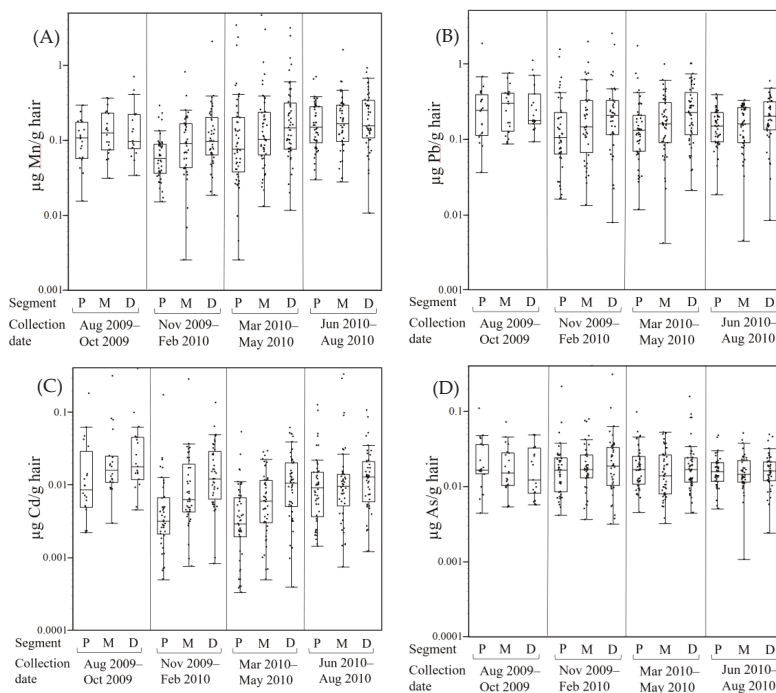 (A)
µg Mn/g hair
1
0.1
0.01
0.001
Segment P M D P M D P M D P M D
Collection date Aug 2009– Oct 2009 Nov 2009– Feb 2010 Mar 2010– May 2010 Jun 2010– Aug 2010
(B)
µg Pb/g hair
1
0.1
0.01
0.001
Segment P M D P M D P M D P M D
Collection date Aug 2009– Oct 2009 Nov 2009– Feb 2010 Mar 2010– May 2010 Jun 2010– Aug 2010
(C)
µg Cd/g hair
0.1
0.01
0.001
0.0001
Segment P M D P M D P M D P M D
Collection date Aug 2009– Oct 2009 Nov 2009– Feb 2010 Mar 2010– May 2010 Jun 2010– Aug 2010
(D)
µg As/g hair
0.1
0.01
0.001
0.0001
Segment P M D P M D P M D P M D
Collection date Aug 2009– Oct 2009 Nov 2009– Feb 2010 Mar 2010– May 2010 Jun 2010– Aug 2010